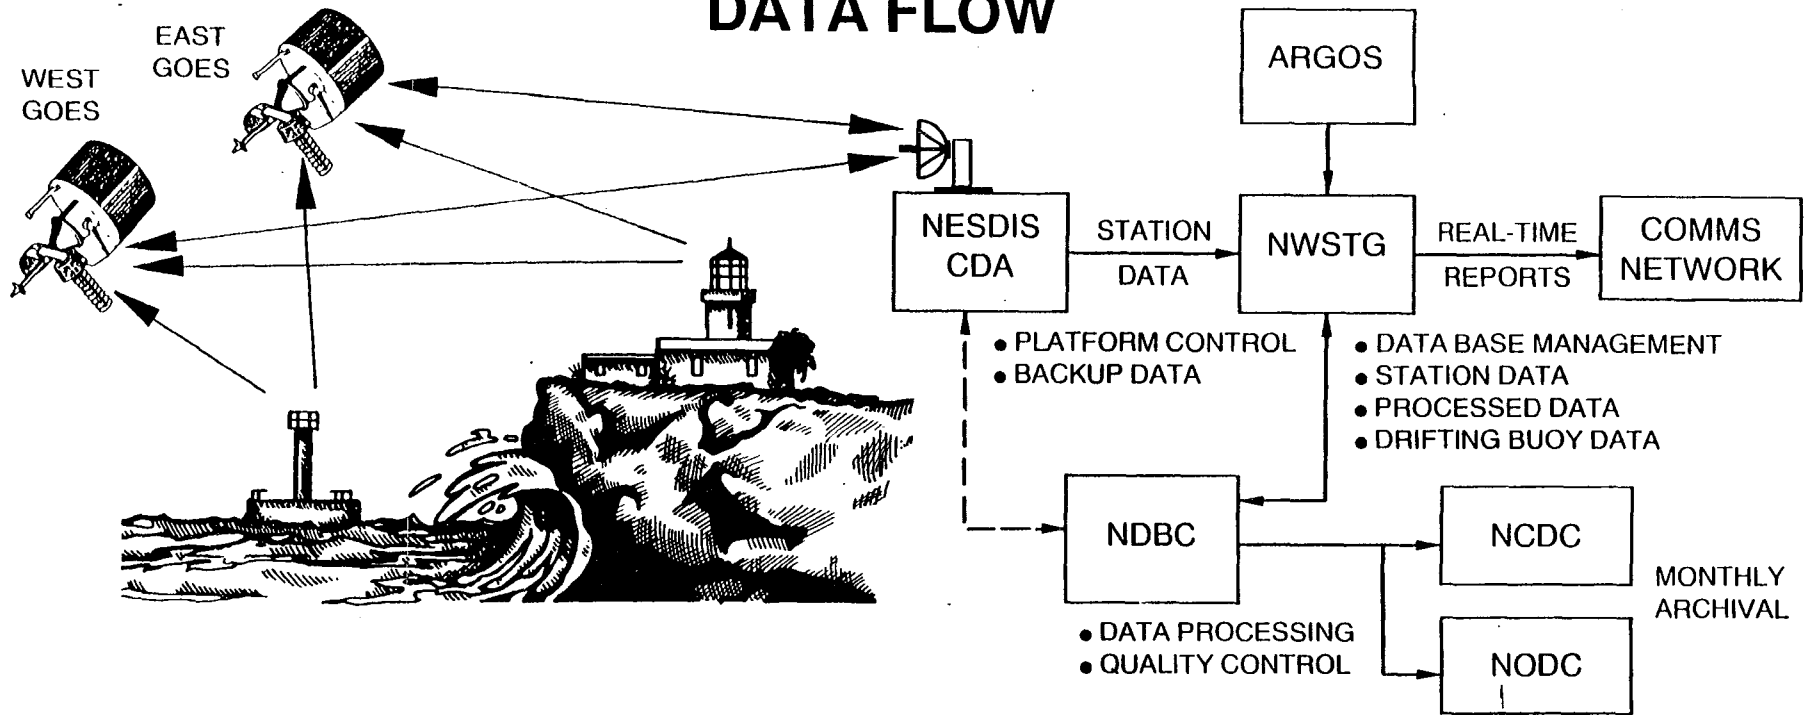 DATA FLOW
EAST
GOES
WEST
GOES
ARGOS
NESDIS
CDA
STATION
DATA
NWSTG
REAL-TIME
REPORTS
COMMS
NETWORK
● PLATFORM CONTROL
● BACKUP DATA
● DATA BASE MANAGEMENT
● STATION DATA
● PROCESSED DATA
● DRIFTING BUOY DATA
NDBC
NCDC
MONTHLY
ARCHIVAL
● DATA PROCESSING
● QUALITY CONTROL
NODC